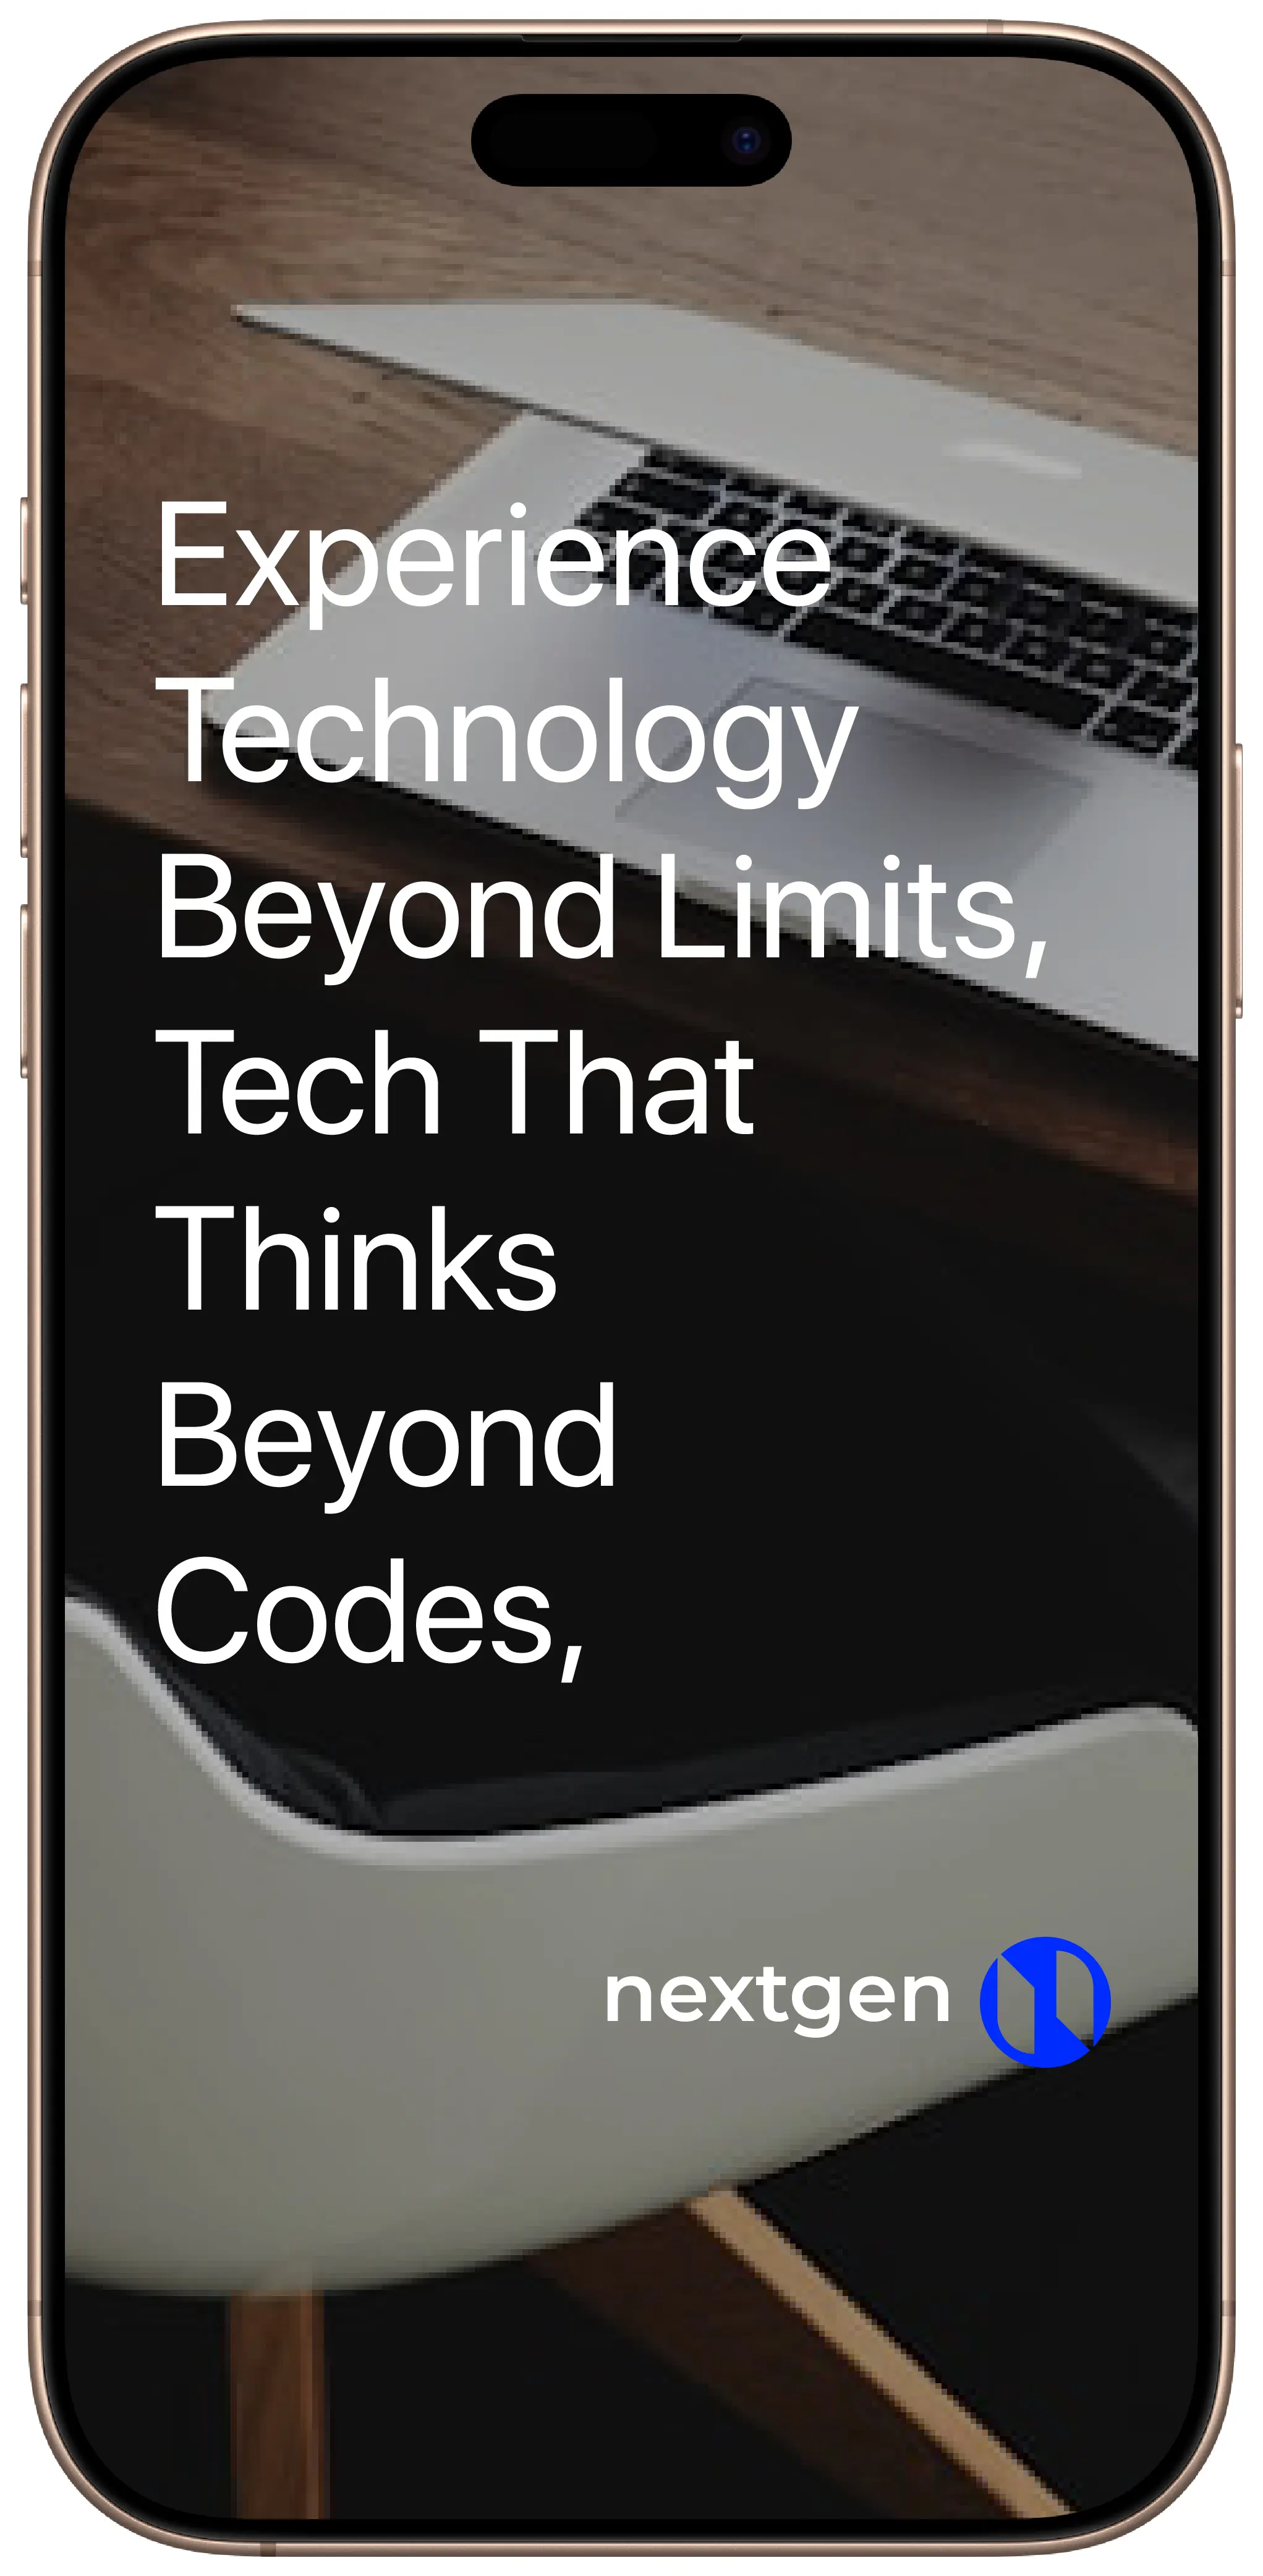 Experience
Technology
Beyond Limits,
Tech That
Thinks
Beyond
Codes,
nextgen